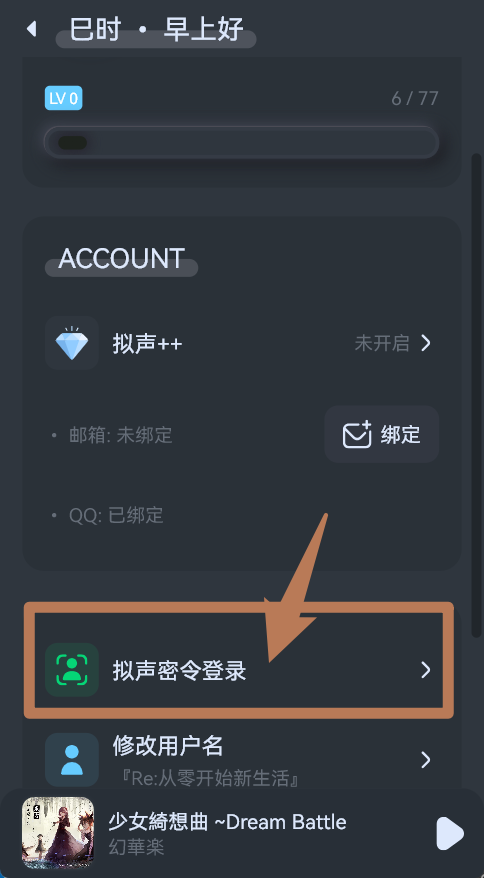 巳时 • 早上好
LV 0
6 / 77
ACCOUNT
拟声++
未开启
• 邮箱: 未绑定
绑定
• QQ: 已绑定
拟声密令登录
修改用户名
『Re:从零开始新生活』
少女綺想曲 ~Dream Battle
幻華楽